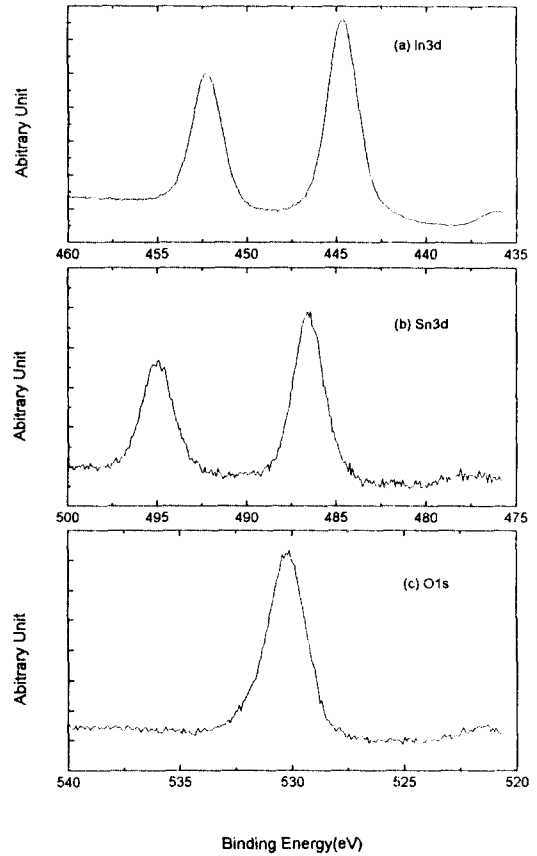 (a) In3d
Abitrary Unit
460 455 450 445 440 435
(b) Sn3d
Abitrary Unit
500 495 490 485 480 475
(c) O1s
Abitrary Unit
540 535 530 525 520
Binding Energy(eV)